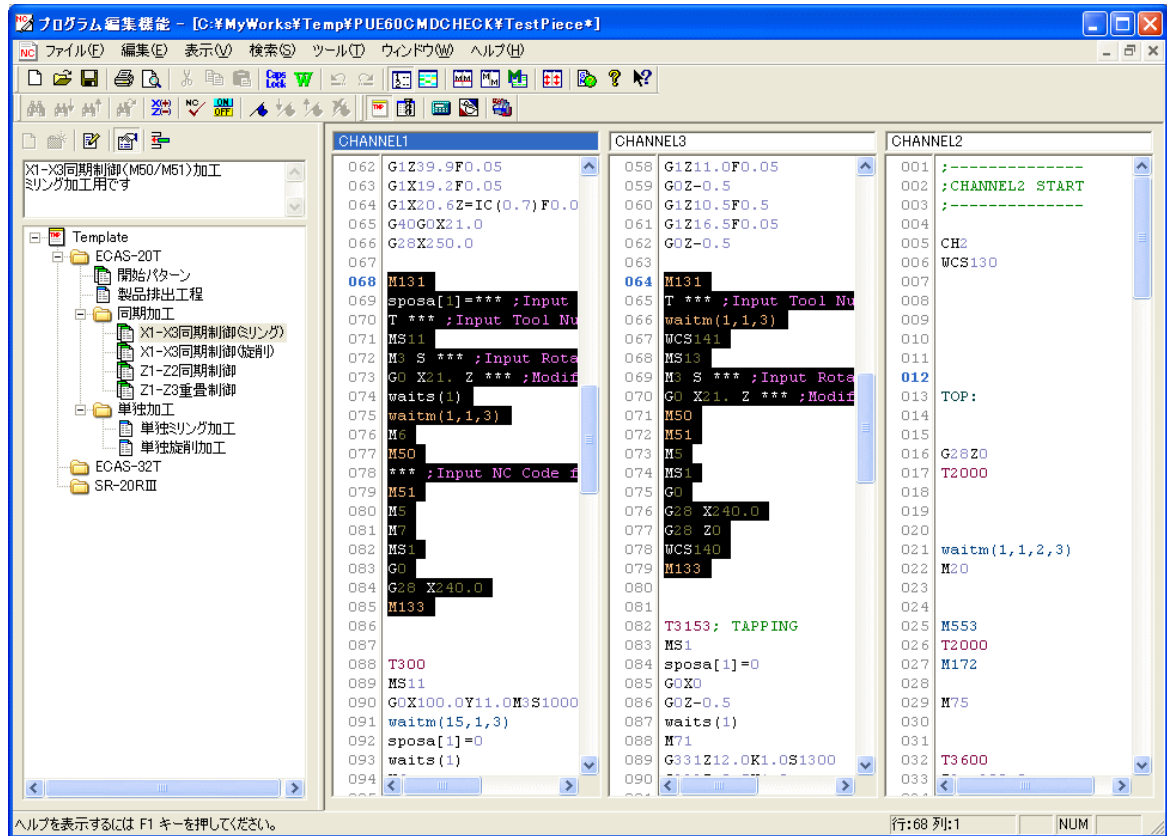 プログラム編集機能 - [C:¥MyWorks¥Temp¥PUE60CMDCHECK¥TestPiece*]
NC ファイル(F) 編集(E) 表示(V) 検索(S) ツール(T) ウィンドウ(W) ヘルプ(H)
Caps Lock W
ON/ OFF
X1-X3同期制御(M50/M51)加工
ミリング加工用です
Template
ECAS-20T
開始パターン
製品排出工程
同期加工
X1-X3同期制御(ミリング)
X1-X3同期制御(旋削)
Z1-Z2同期制御
Z1-Z3重畳制御
単独加工
単独ミリング加工
単独旋削加工
ECAS-32T
SR-20RⅢ
CHANNEL1
062 G1Z39.9F0.05
063 G1X19.2F0.05
064 G1X20.6Z=IC(0.7)F0.0
065 G40G0X21.0
066 G28X250.0
067
068 M131
069 sposa[1]=*** ;Input
070 T *** ;Input Tool Nu
071 MS11
072 M3 S *** ;Input Rota
073 G0 X21. Z *** ;Modif
074 waits(1)
075 waitm(1,1,3)
076 M6
077 M50
078 *** ;Input NC Code f
079 M51
080 M5
081 M7
082 MS1
083 G0
084 G28 X240.0
085 M133
086
087
088 T300
089 MS11
090 G0X100.0Y11.0M3S1000
091 waitm(15,1,3)
092 sposa[1]=0
093 waits(1)
094
CHANNEL3
058 G1Z11.0F0.05
059 G0Z-0.5
060 G1Z10.5F0.5
061 G1Z16.5F0.05
062 G0Z-0.5
063
064 M131
065 T *** ;Input Tool Nu
066 waitm(1,1,3)
067 WCS141
068 MS13
069 M3 S *** ;Input Rota
070 G0 X21. Z *** ;Modif
071 M50
072 M51
073 M5
074 MS1
075 G0
076 G28 X240.0
077 G28 Z0
078 WCS140
079 M133
080
081
082 T3153; TAPPING
083 MS1
084 sposa[1]=0
085 G0X0
086 G0Z-0.5
087 waits(1)
088 M71
089 G331Z12.0K1.0S1300
090
CHANNEL2
001 ;--------------
002 ;CHANNEL2 START
003 ;--------------
004
005 CH2
006 WCS130
007
008
009
010
011
012
013 TOP:
014
015
016 G28Z0
017 T2000
018
019
020
021 waitm(1,1,2,3)
022 M20
023
024
025 M553
026 T2000
027 M172
028
029 M75
030
031
032 T3600
033
ヘルプを表示するには F1 キーを押してください。
行:68 列:1
NUM